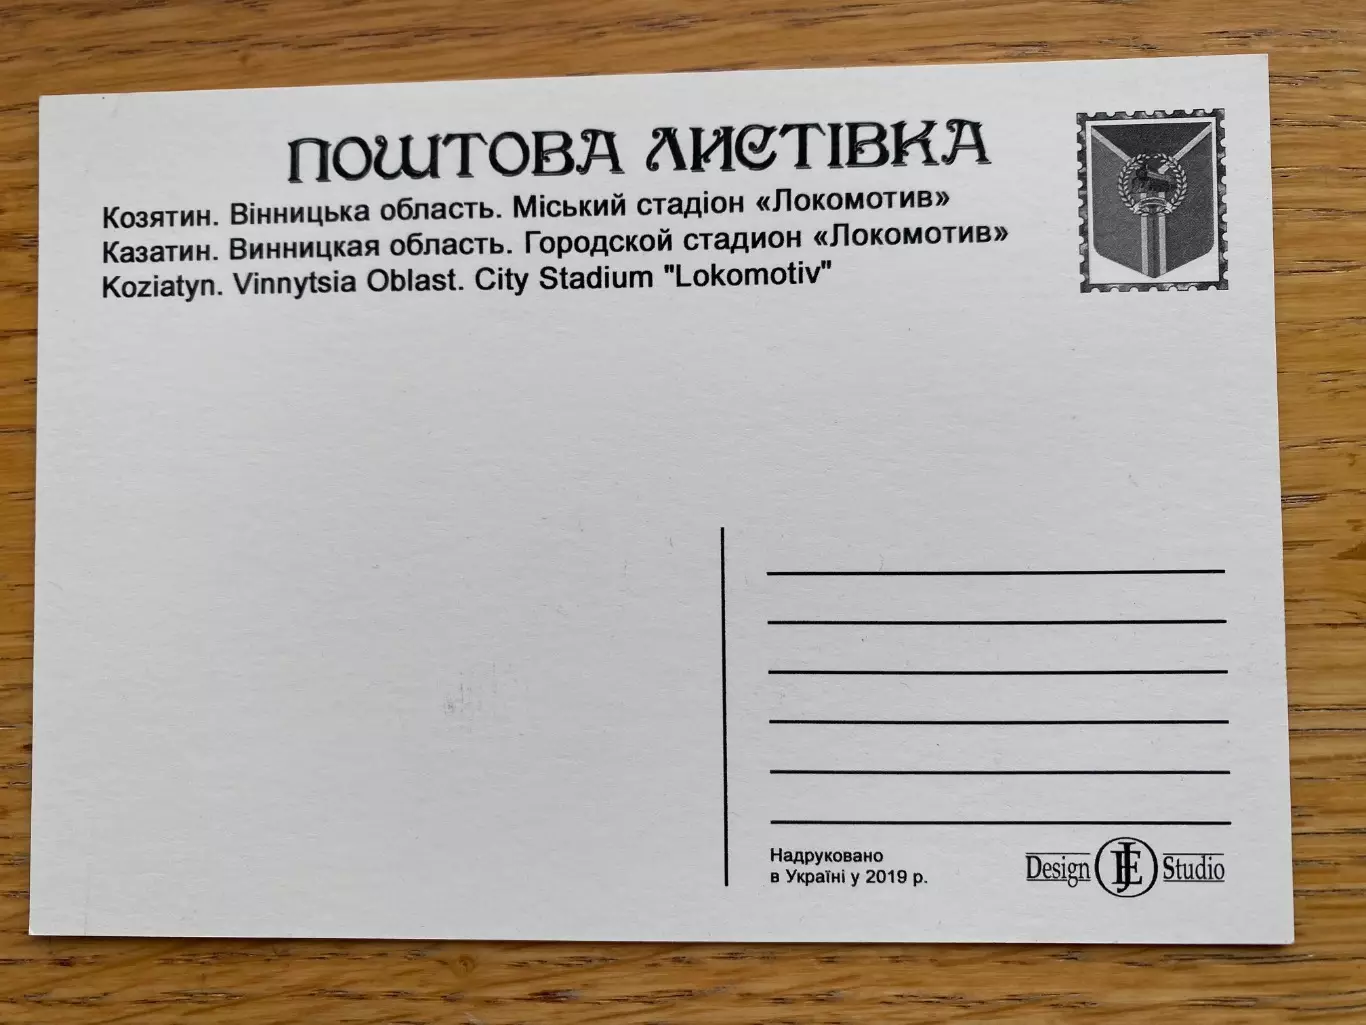 ПОШТОВА ЛИСТІВКА
Козятин. Вінницька область. Міський стадіон «Локомотив»
Казатин. Винницкая область. Городской стадион «Локомотив»
Koziatyn. Vinnytsia Oblast. City Stadium "Lokomotiv"
Надруковано
в Україні у 2019 р.
Design JE Studio